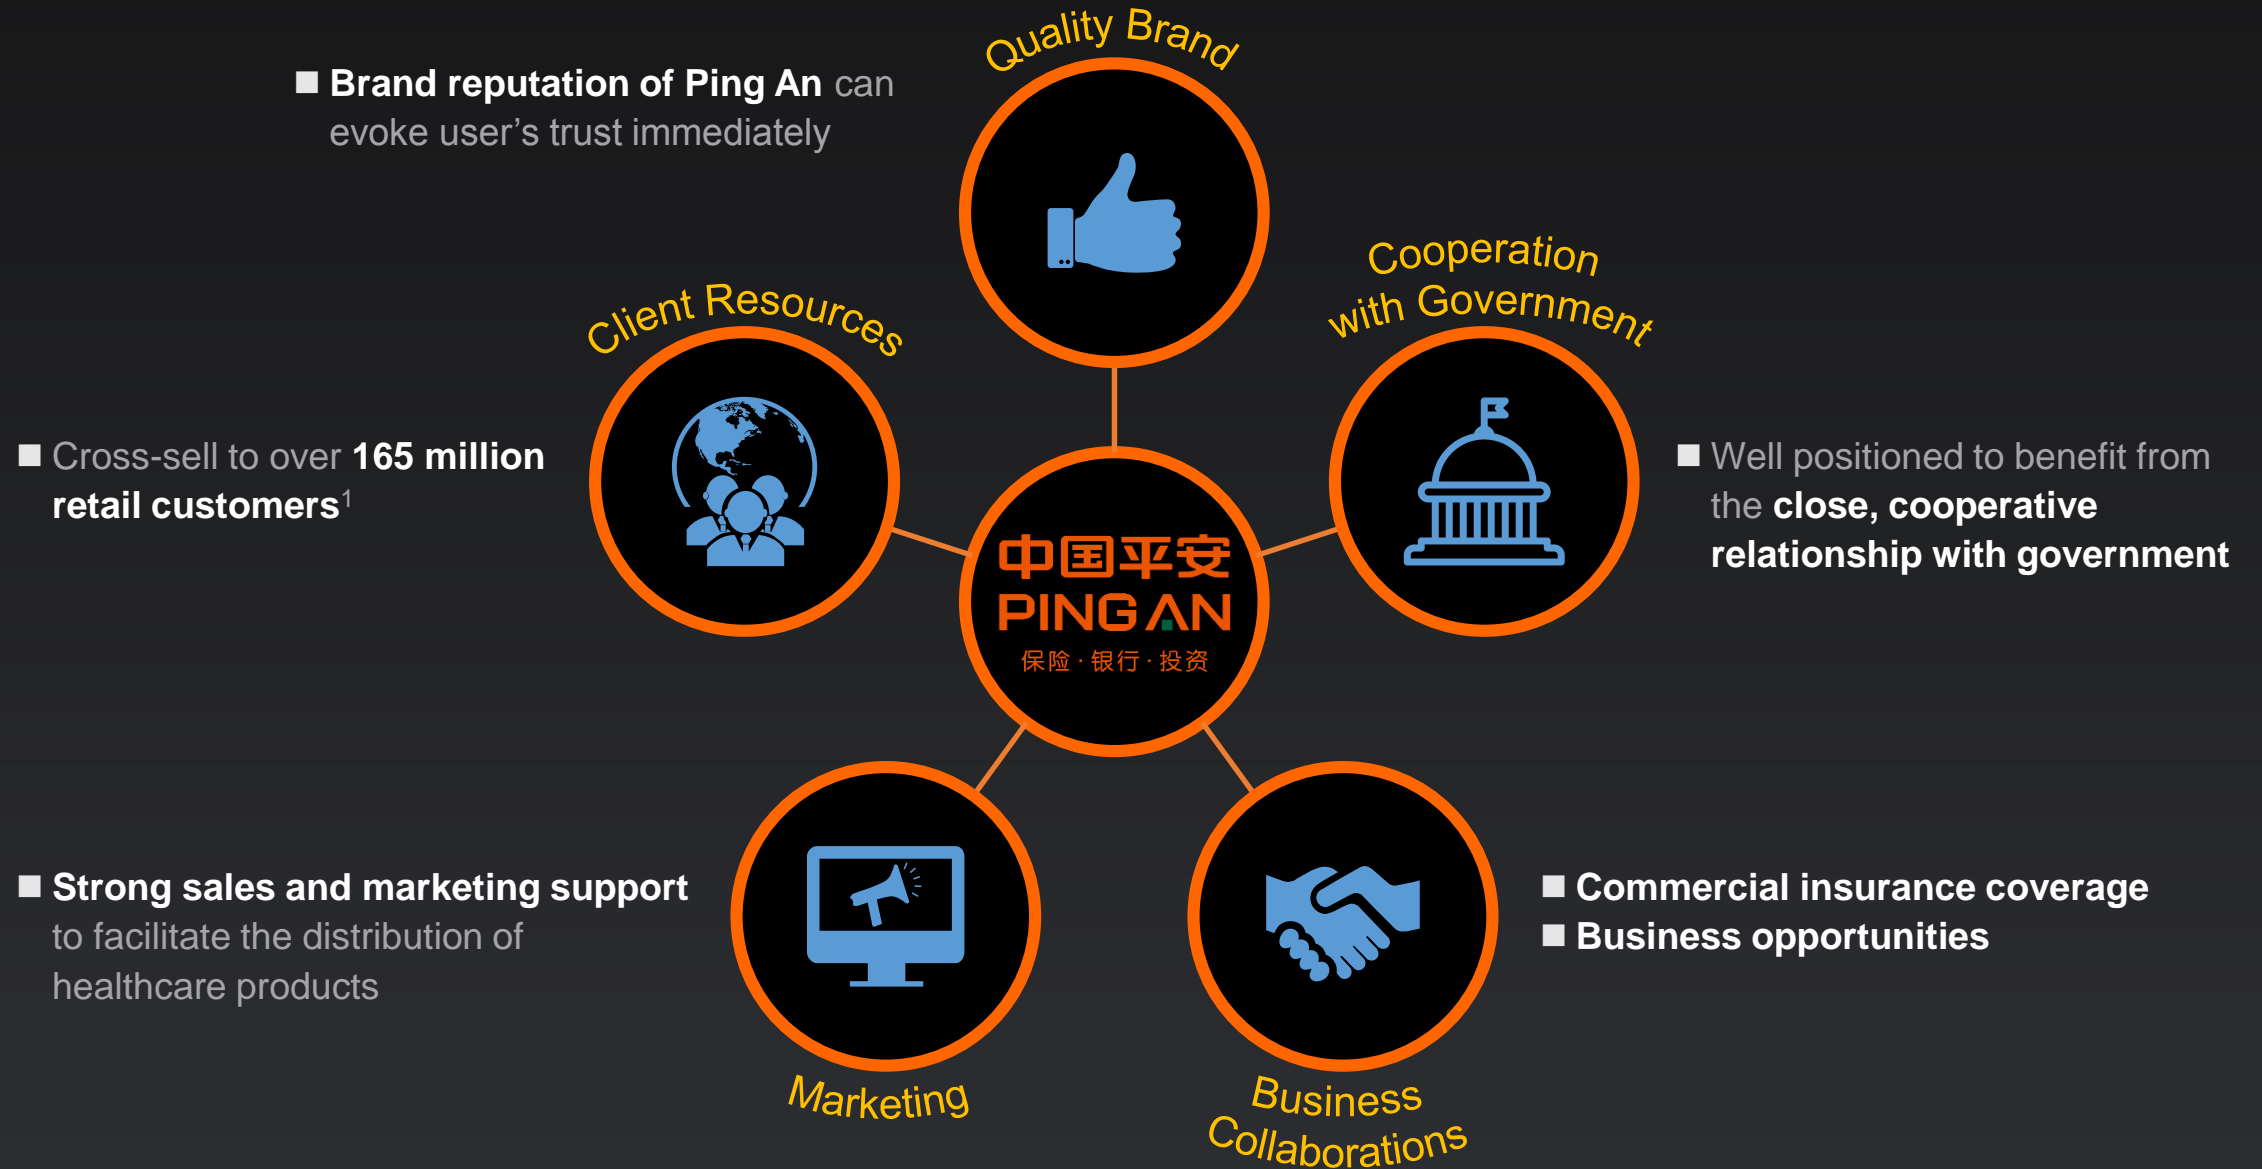 Quality Brand
■ Brand reputation of Ping An can
evoke user’s trust immediately
Client Resources
■ Cross-sell to over 165 million
retail customers1
Cooperation
with Government
■ Well positioned to benefit from
the close, cooperative
relationship with government
中国平安
PING AN
保险·银行·投资
■ Strong sales and marketing support
to facilitate the distribution of
healthcare products
Marketing
■ Commercial insurance coverage
■ Business opportunities
Business
Collaborations